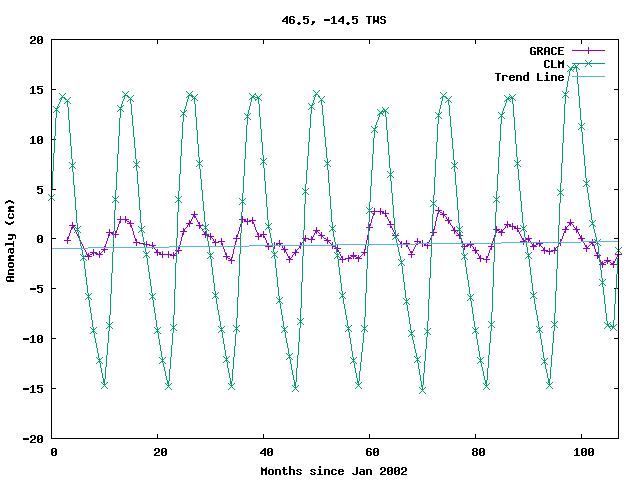 46.5, -14.5 TWS
GRACE
CLM
Trend Line
20
15
10
5
0
-5
-10
-15
-20
Anomaly (cm)
0 20 40 60 80 100
Months since Jan 2002